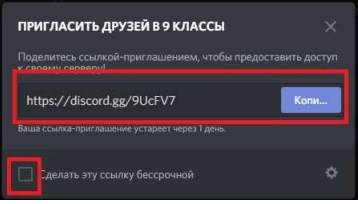 ПРИГЛАСИТЬ ДРУЗЕЙ В 9 КЛАССЫ
Поделитесь ссылкой-приглашением, чтобы предоставить доступ
к своему серверу!
https://discord.gg/9UcFV7
Копи...
Ваша ссылка-приглашение устареет через 1 день.
Сделать эту ссылку бессрочной